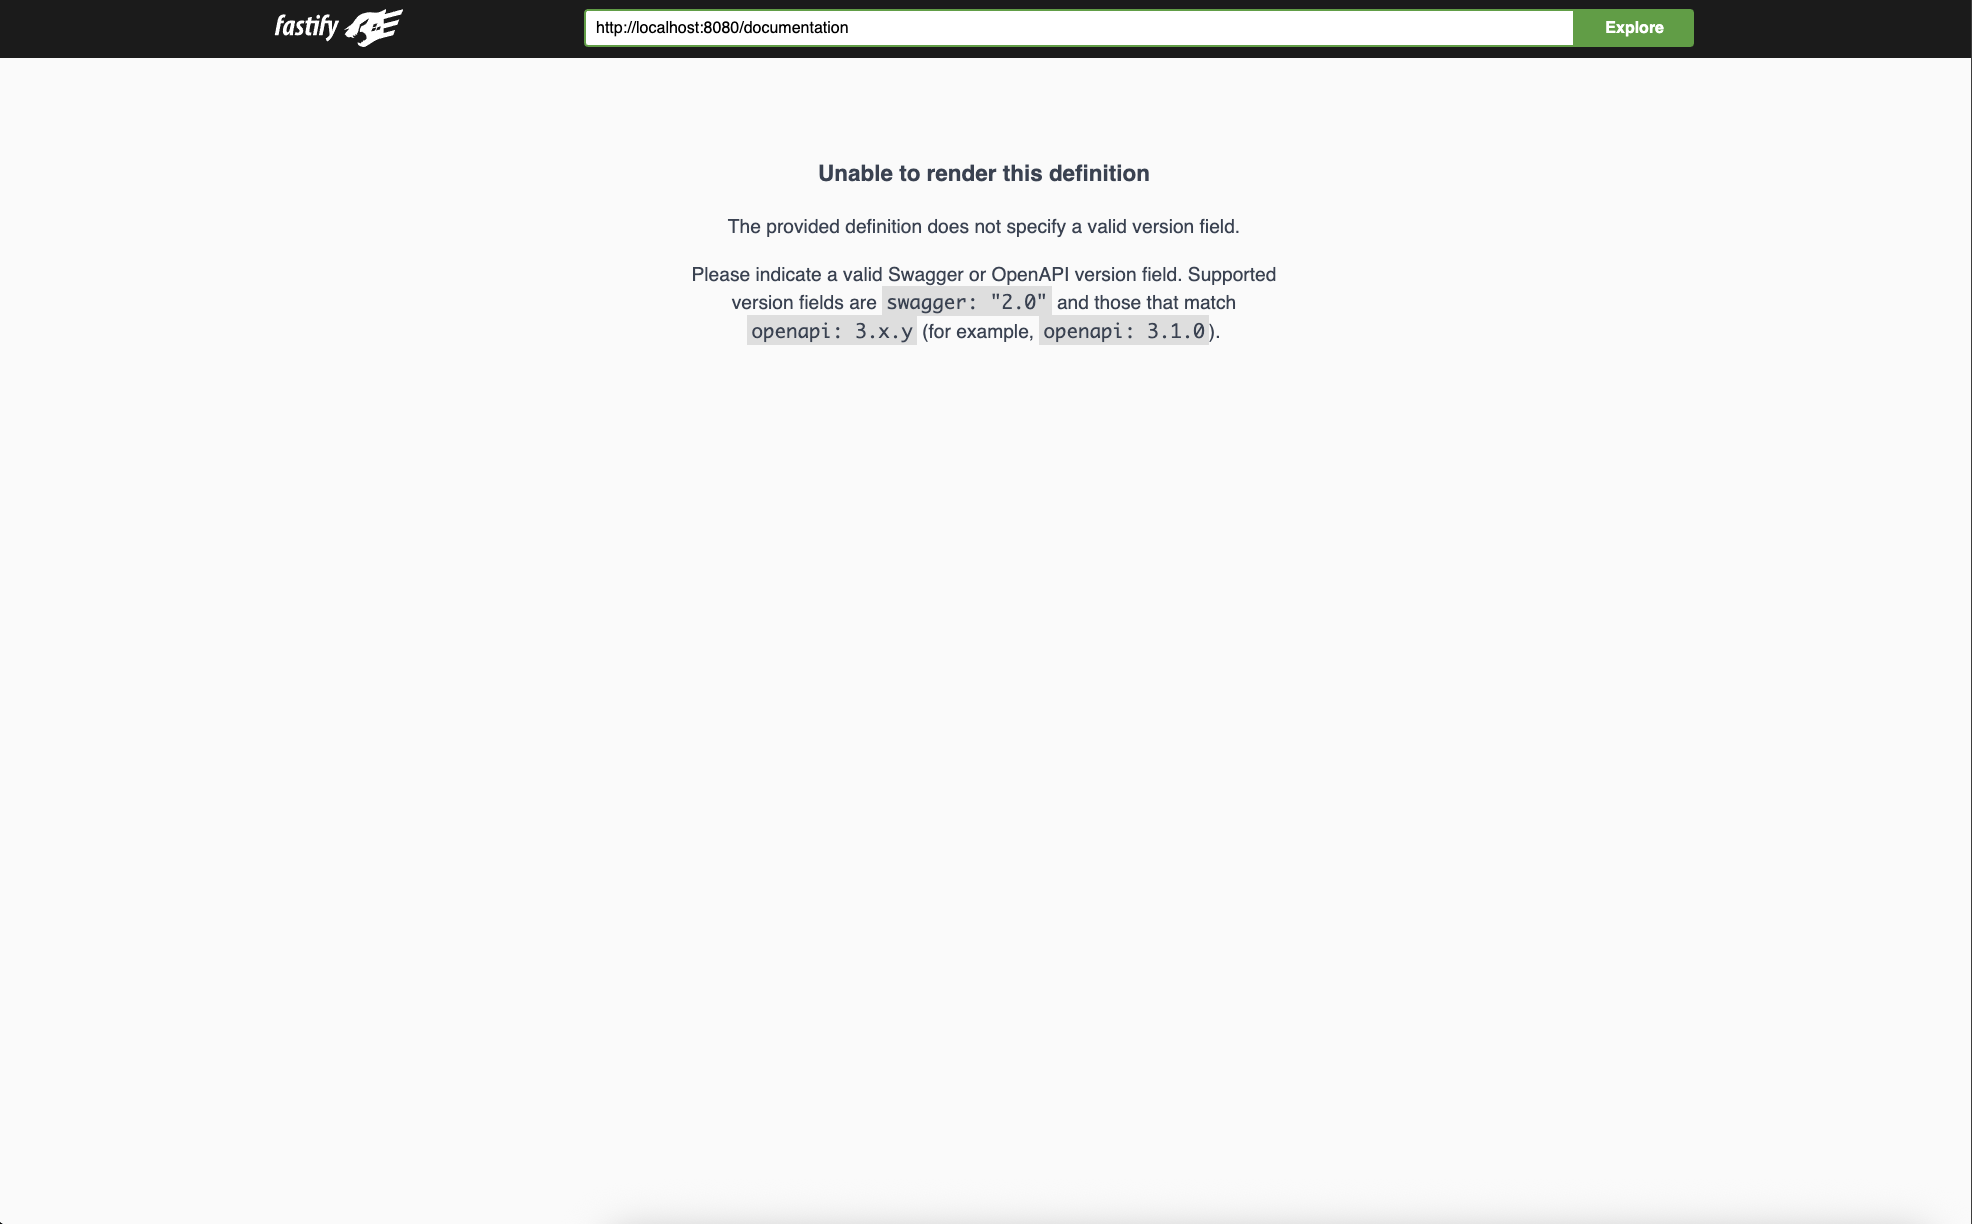 fastify
http://localhost:8080/documentation
Explore
Unable to render this definition
The provided definition does not specify a valid version field.
Please indicate a valid Swagger or OpenAPI version field. Supported
version fields are swagger: "2.0" and those that match
openapi: 3.x.y (for example, openapi: 3.1.0).